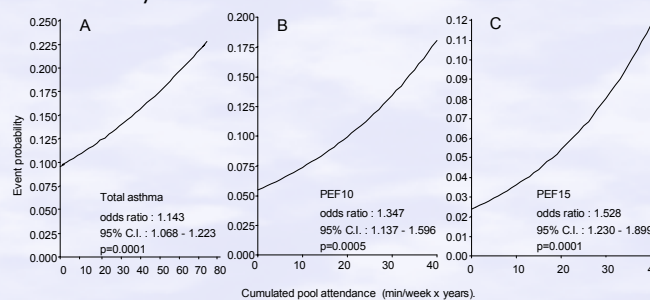 A
B
C
Event probability
0.250
0.225
0.200
0.175
0.150
0.125
0.100
0.075
0.050
0.025
0.000
0 10 20 30 40 50 60 70 80
Total asthma
odds ratio : 1.143
95% C.I. : 1.068 - 1.223
p=0.0001
0.200
0.175
0.150
0.125
0.100
0.075
0.050
0.025
0.000
0 10 20 30 40
PEF10
odds ratio : 1.347
95% C.I. : 1.137 - 1.596
p=0.0005
0.12
0.11
0.10
0.09
0.08
0.07
0.06
0.05
0.04
0.03
0.02
0.01
0.00
0 10 20 30
PEF15
odds ratio : 1.528
95% C.I. : 1.230 - 1.899
p=0.0001
Cumulated pool attendance (min/week x years).